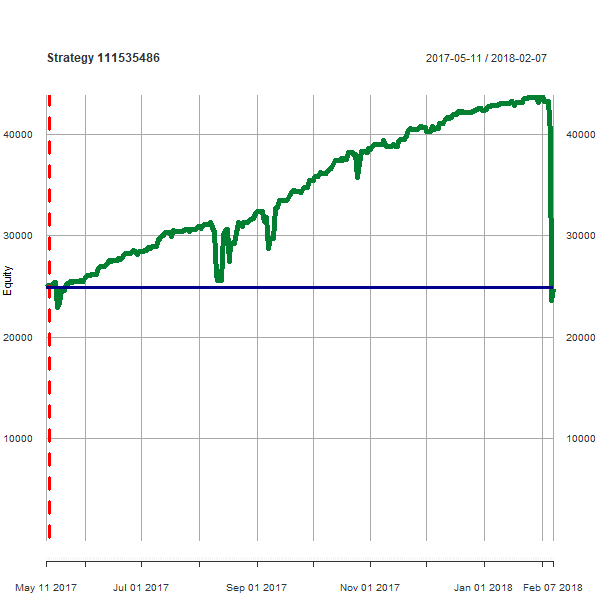 Strategy 111535486 2017-05-11 / 2018-02-07
40000 40000
30000 30000
Equity
20000 20000
10000 10000
May 11 2017 Jul 01 2017 Sep 01 2017 Nov 01 2017 Jan 01 2018 Feb 07 2018